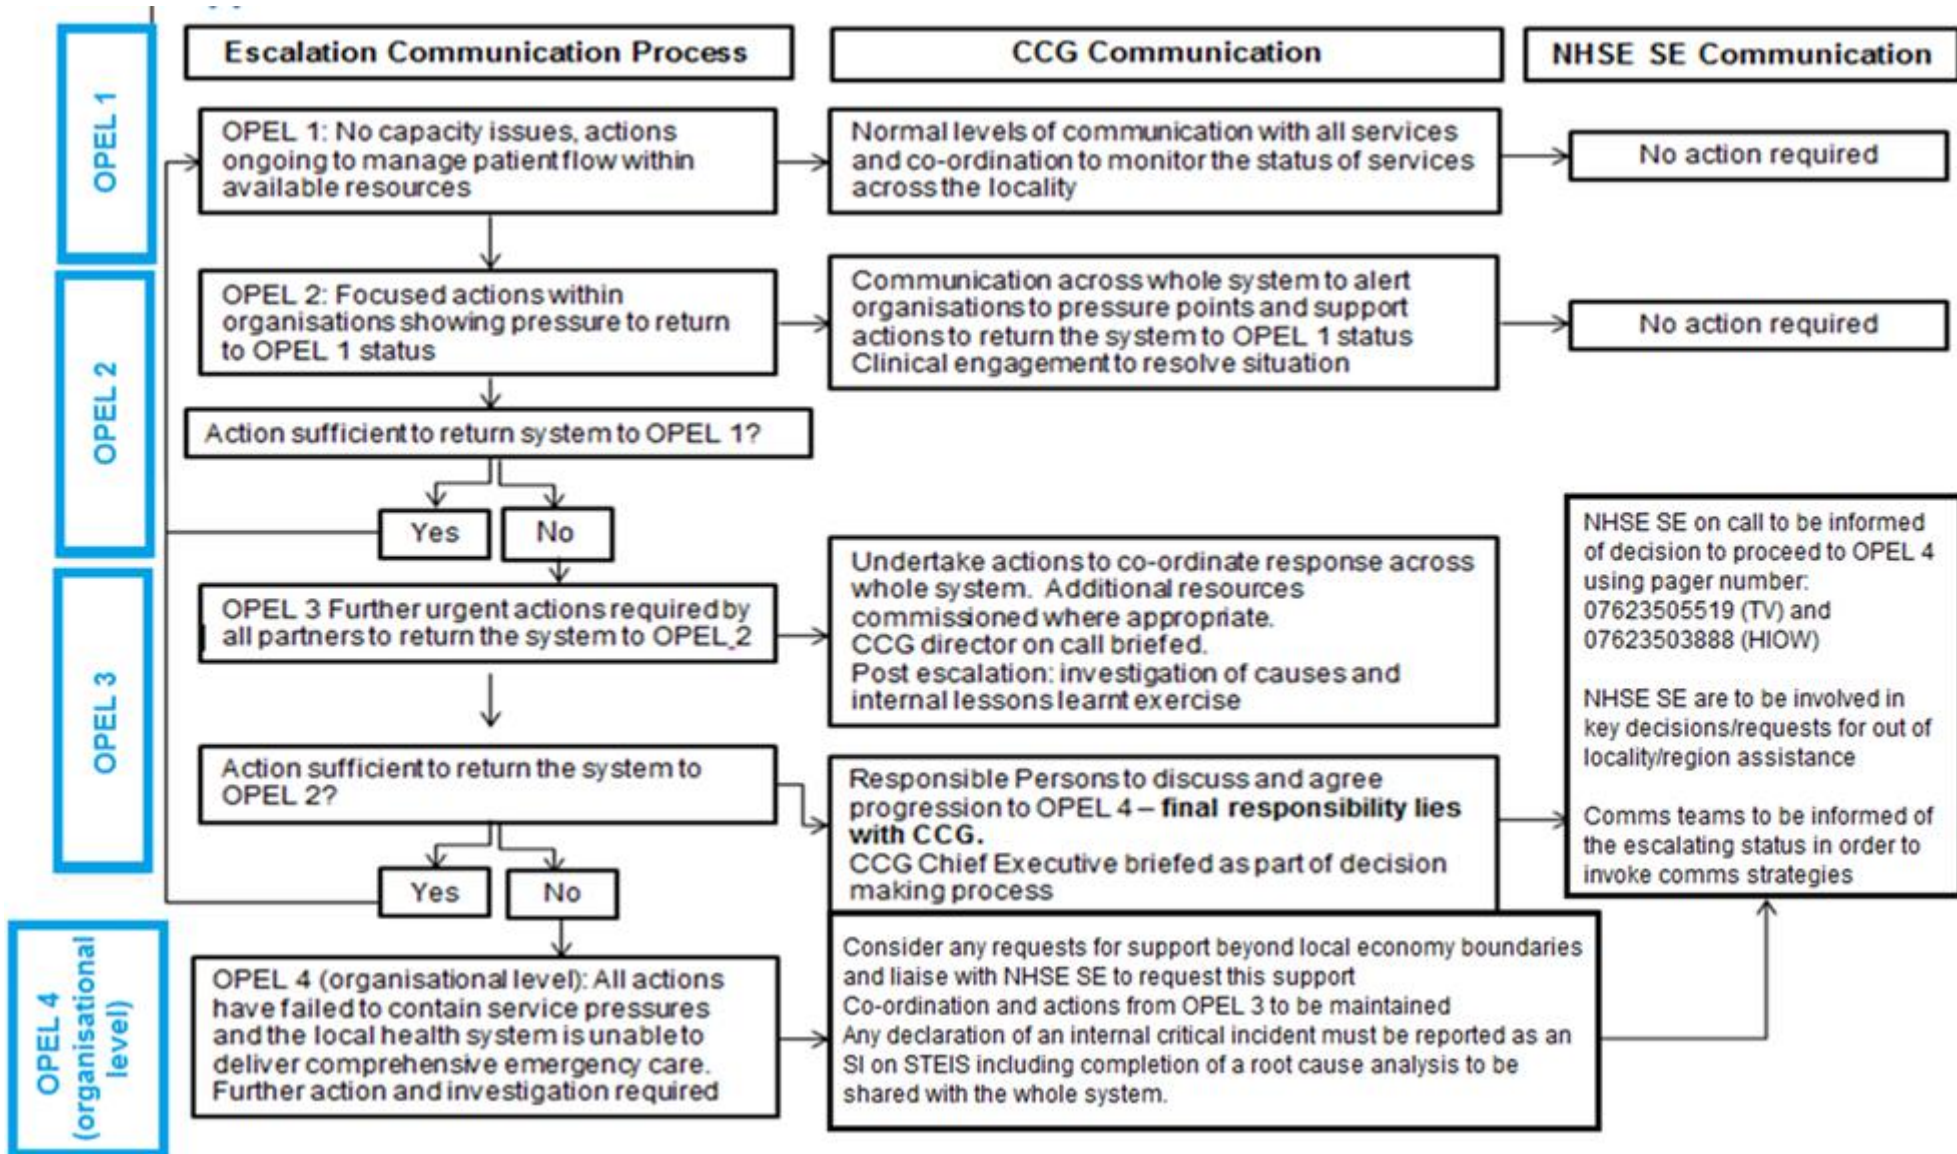 Escalation Communication Process
CCG Communication
NHSE SE Communication
OPEL 1
OPEL 1: No capacity issues, actions
ongoing to manage patient flow within
available resources
Normal levels of communication with all services
and co-ordination to monitor the status of services
across the locality
No action required
OPEL 2
OPEL 2: Focused actions within
organisations showing pressure to return
to OPEL 1 status
Communication across whole system to alert
organisations to pressure points and support
actions to return the system to OPEL 1 status
Clinical engagement to resolve situation
No action required
Action sufficient to return system to OPEL 1?
Yes
No
OPEL 3
OPEL 3 Further urgent actions required by
all partners to return the system to OPEL 2
Undertake actions to co-ordinate response across
whole system. Additional resources
commissioned where appropriate.
CCG director on call briefed.
Post escalation: investigation of causes and
internal lessons learnt exercise
NHSE SE on call to be informed
of decision to proceed to OPEL 4
using pager number:
07623505519 (TV) and
07623503888 (HIOW)
NHSE SE are to be involved in
key decisions/requests for out of
locality/region assistance
Comms teams to be informed of
the escalating status in order to
invoke comms strategies
Action sufficient to return the system to
OPEL 2?
Responsible Persons to discuss and agree
progression to OPEL 4 – final responsibility lies
with CCG.
CCG Chief Executive briefed as part of decision
making process
Yes
No
OPEL 4
(organisational
level)
OPEL 4 (organisational level): All actions
have failed to contain service pressures
and the local health system is unable to
deliver comprehensive emergency care.
Further action and investigation required
Consider any requests for support beyond local economy boundaries
and liaise with NHSE SE to request this support
Co-ordination and actions from OPEL 3 to be maintained
Any declaration of an internal critical incident must be reported as an
SI on STEIS including completion of a root cause analysis to be
shared with the whole system.